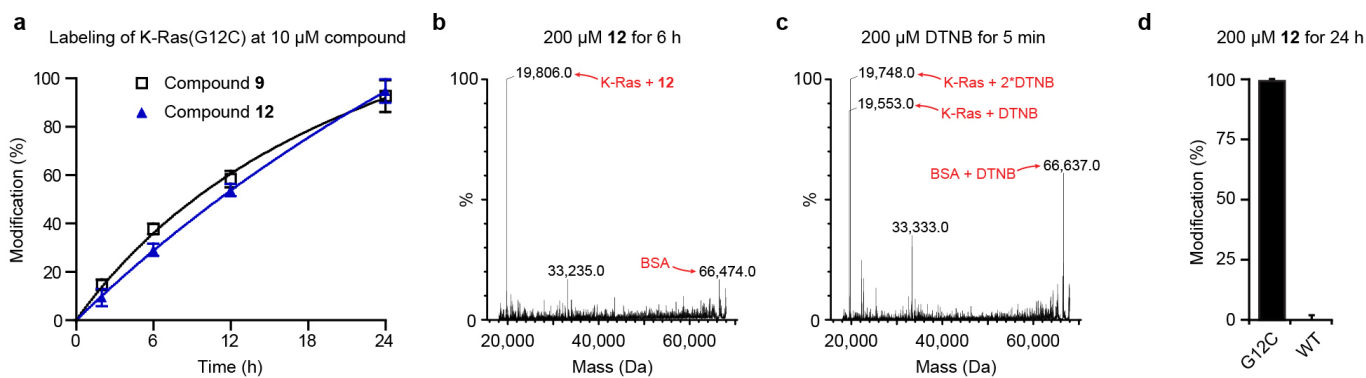 a
Labeling of K-Ras(G12C) at 10 µM compound
Compound 9
Compound 12
Modification (%)
100
80
60
40
20
0
0
6
12
18
24
Time (h)
b
200 µM 12 for 6 h
19,806.0
K-Ras + 12
100
%
33,235.0
BSA
66,474.0
0
20,000
40,000
60,000
Mass (Da)
c
200 µM DTNB for 5 min
19,748.0
K-Ras + 2*DTNB
100
19,553.0
K-Ras + DTNB
BSA + DTNB
66,637.0
%
33,333.0
0
20,000
40,000
60,000
Mass (Da)
d
200 µM 12 for 24 h
Modification (%)
100
75
50
25
0
G12C
WT